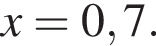 x = 0,7.